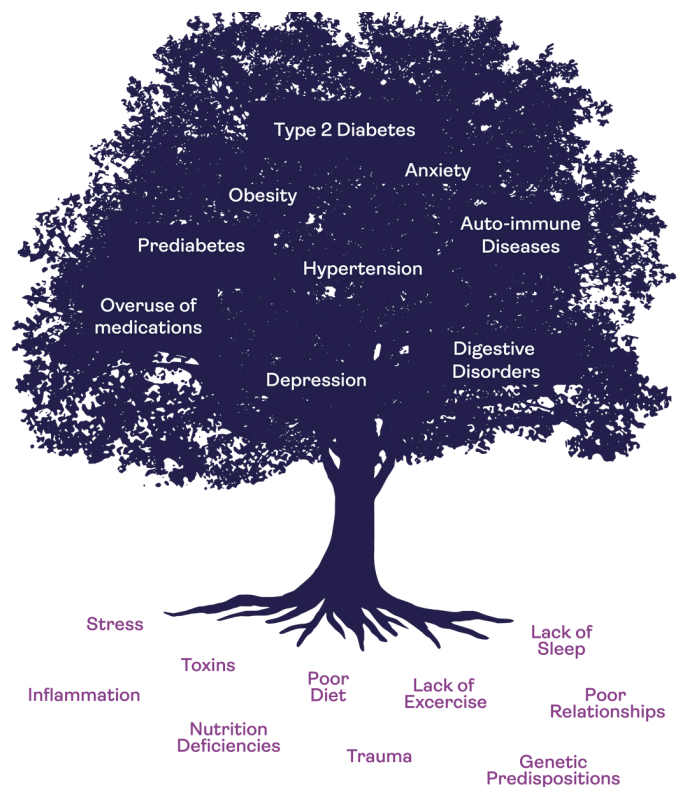 Type 2 Diabetes
Anxiety
Obesity
Auto-immune
Diseases
Prediabetes
Hypertension
Overuse of
medications
Digestive
Disorders
Depression
Stress
Lack of
Sleep
Toxins
Poor
Diet
Lack of
Excercise
Inflammation
Poor
Relationships
Nutrition
Deficiencies
Trauma
Genetic
Predispositions